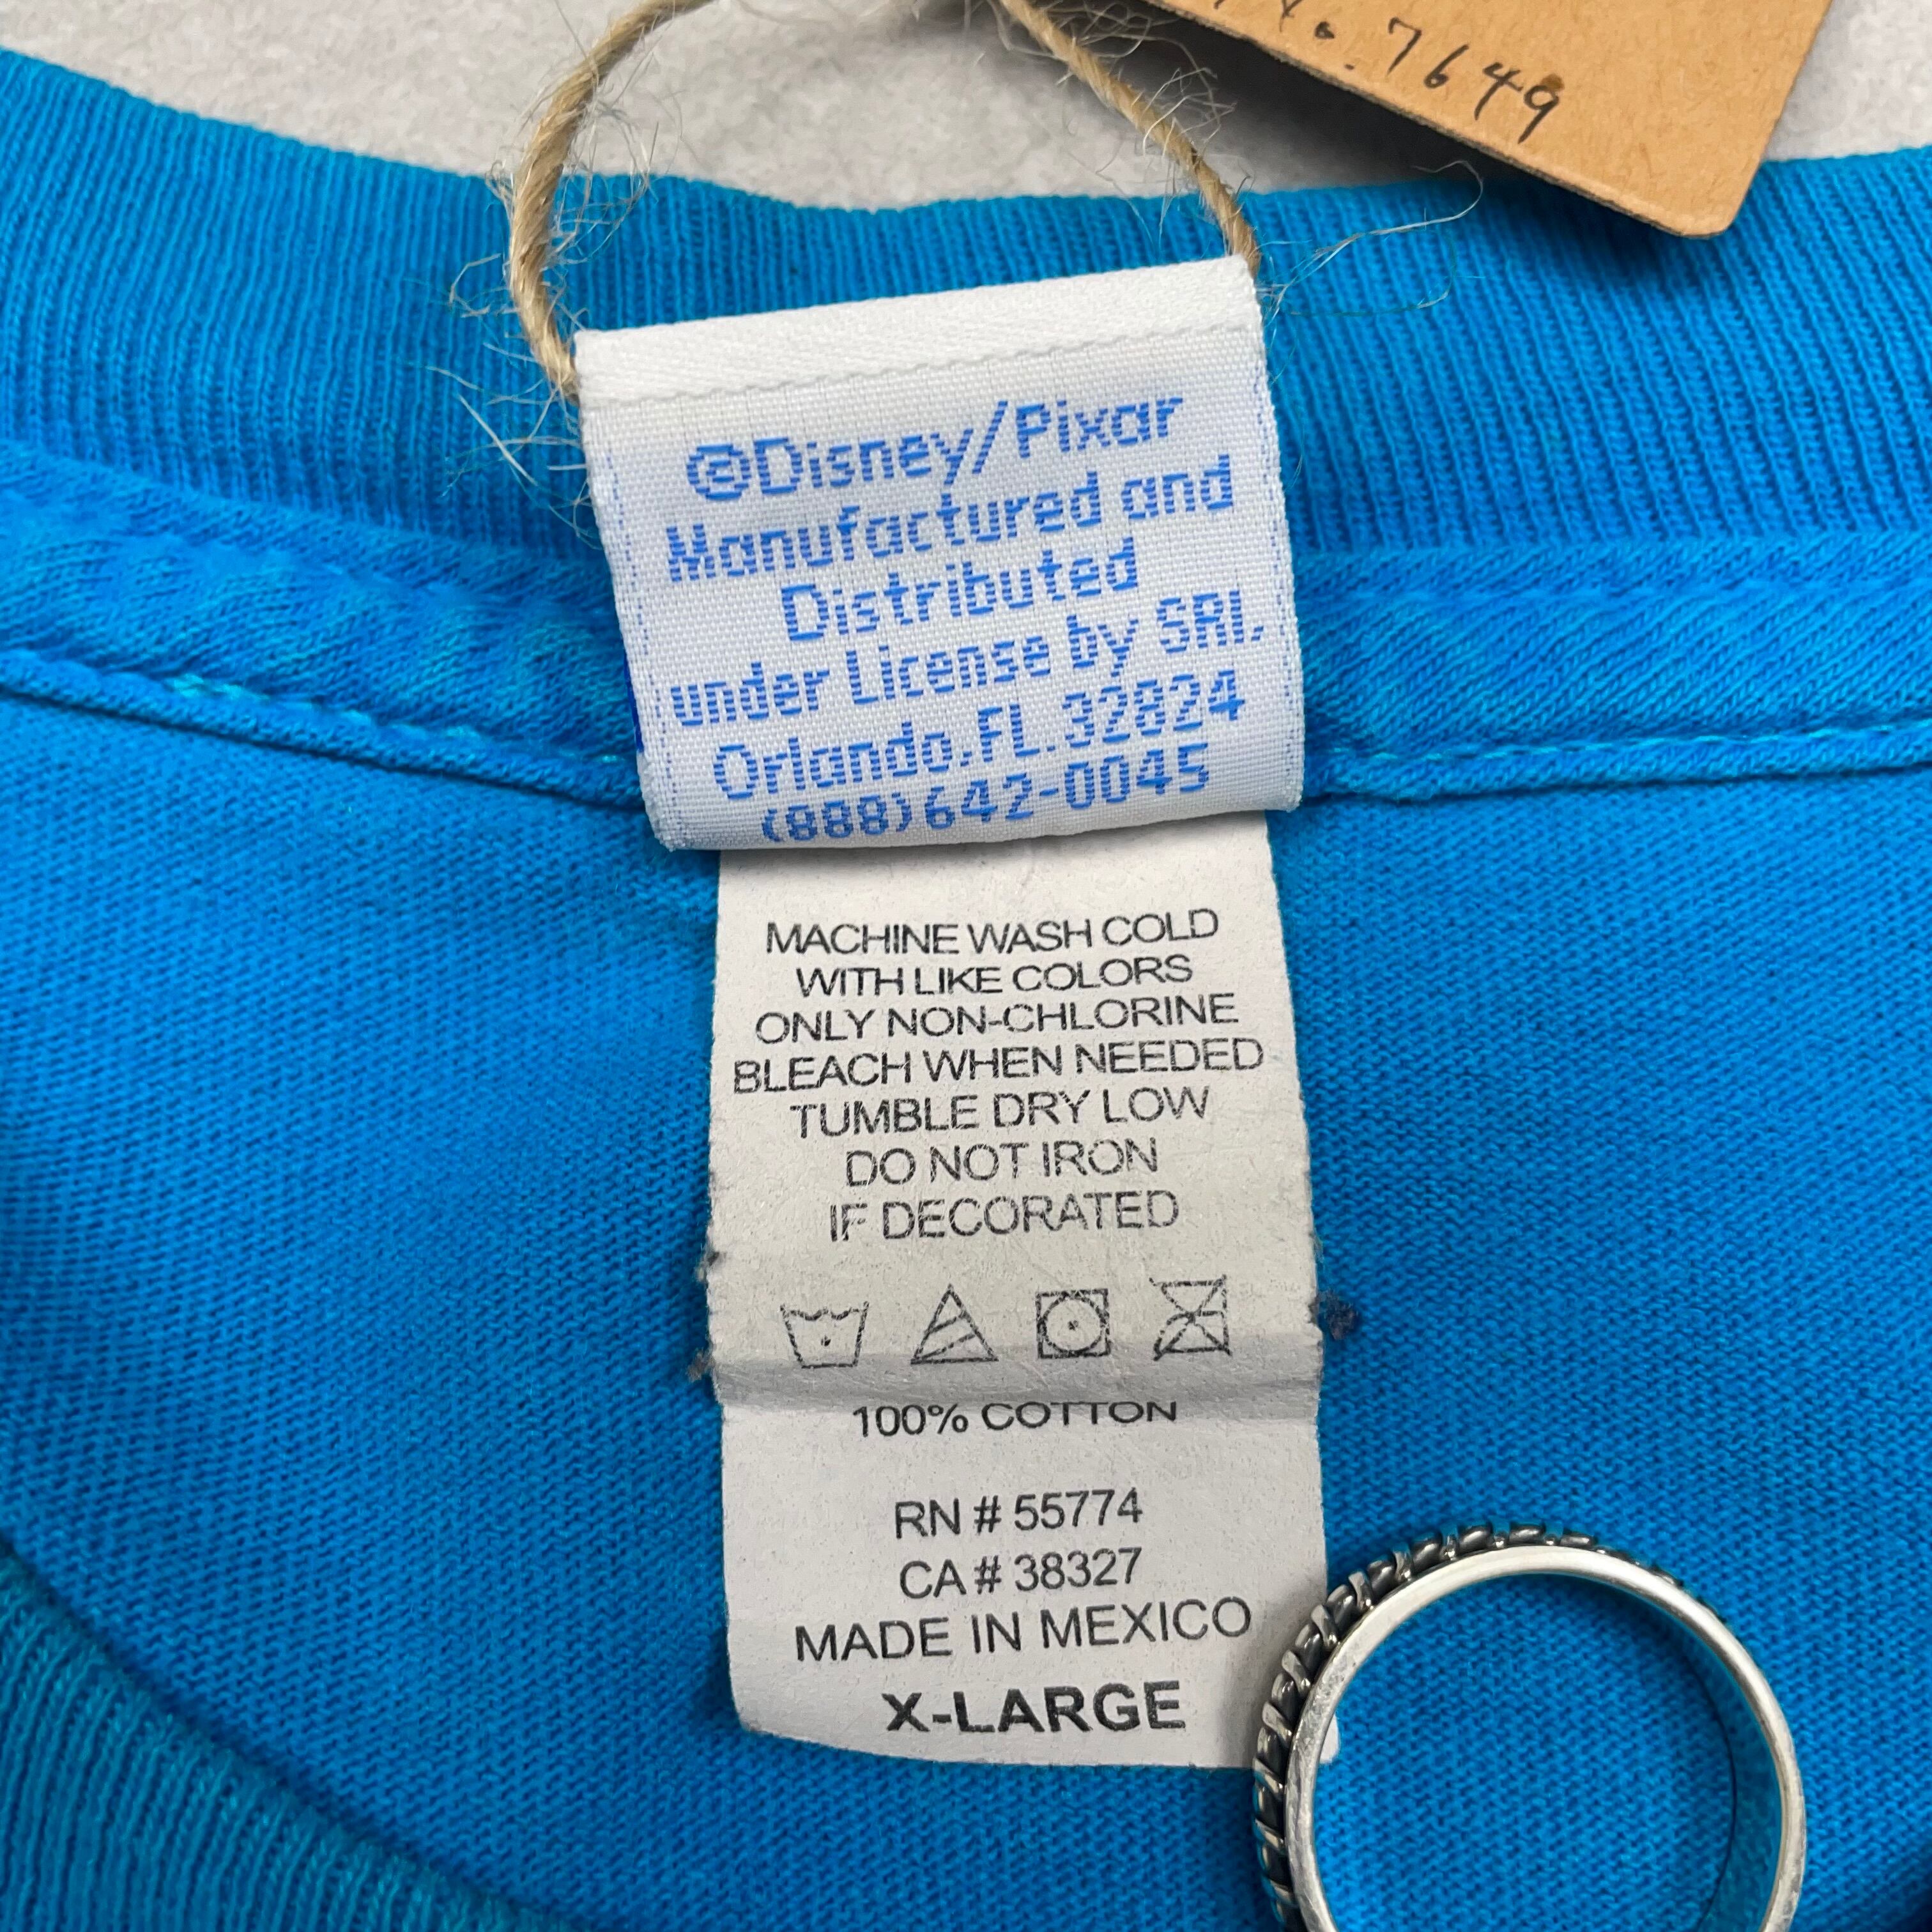 7649
©Disney/Pixar
Manufactured and
Distributed
under License by SRI,
Orlando,FL.32824
(888)642-0045
MACHINE WASH COLD
WITH LIKE COLORS
ONLY NON-CHLORINE
BLEACH WHEN NEEDED
TUMBLE DRY LOW
DO NOT IRON
IF DECORATED
100% COTTON
RN # 55774
CA # 38327
MADE IN MEXICO
X-LARGE